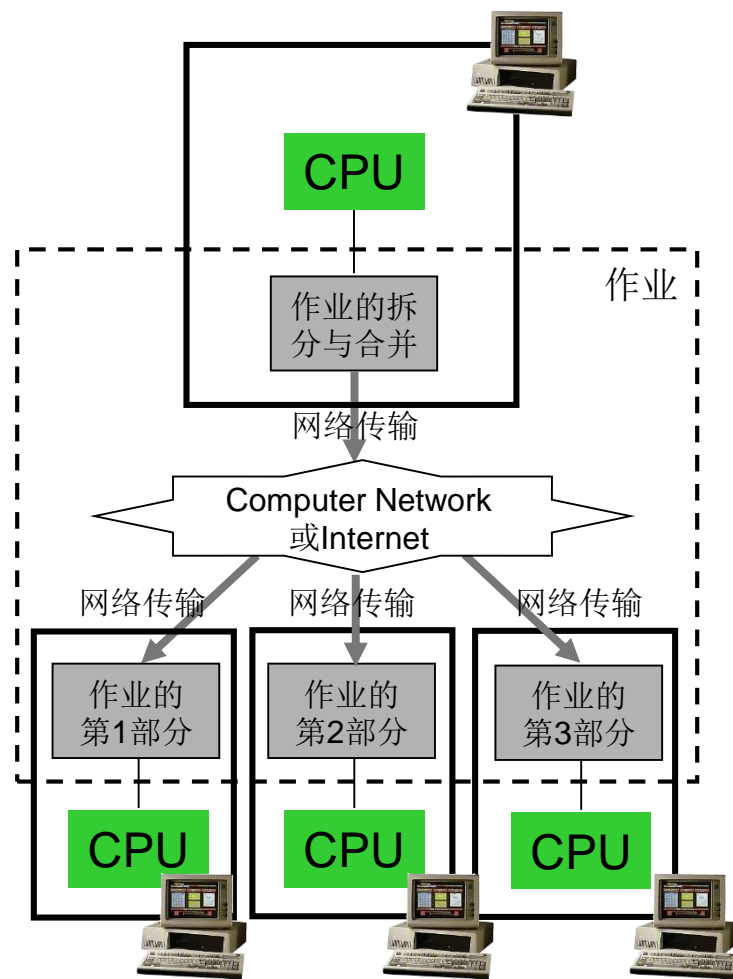 CPU
作业
作业的拆
分与合并
网络传输
Computer Network
或Internet
网络传输
网络传输
网络传输
作业的
第1部分
作业的
第2部分
作业的
第3部分
CPU
CPU
CPU